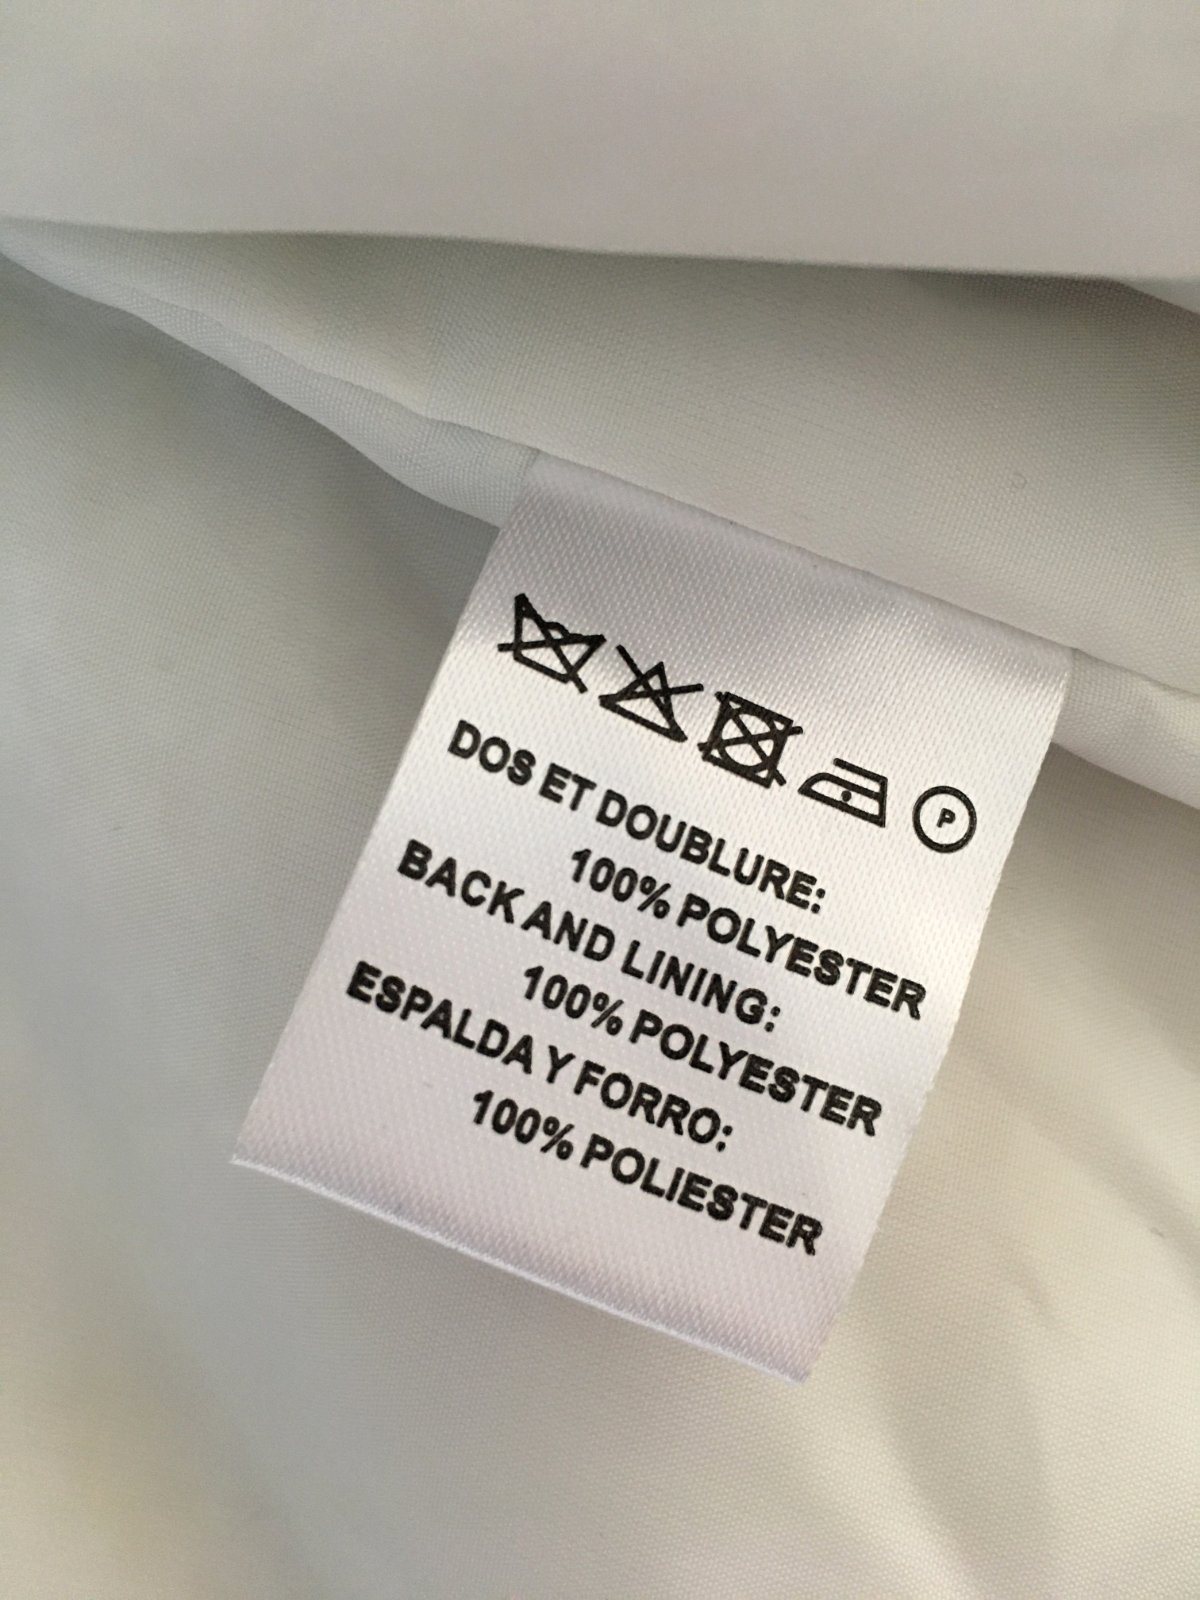 P
DOS ET DOUBLURE:
100% POLYESTER
BACK AND LINING:
100% POLYESTER
ESPALDA Y FORRO:
100% POLIESTER